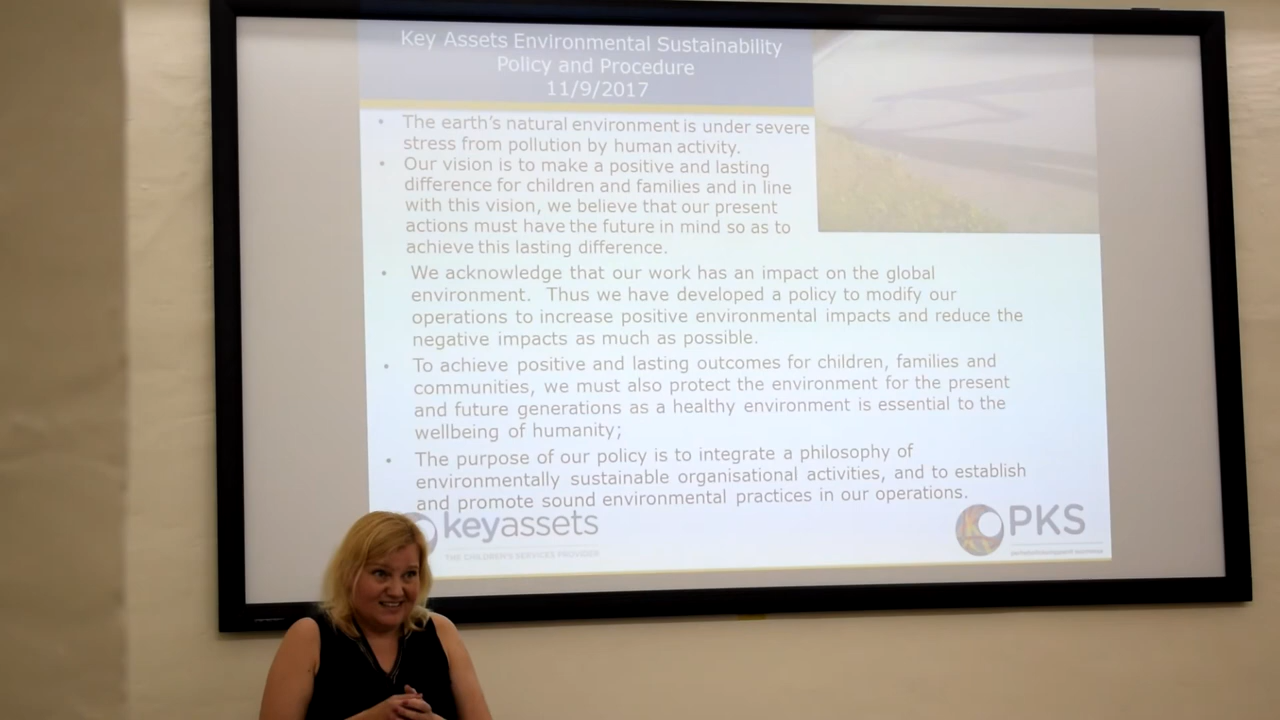 Key Assets Environmental Sustainability
Policy and Procedure
11/9/2017
• The earth's natural environment is under severe
stress from pollution by human activity.
• Our vision is to make a positive and lasting
difference for children and families and in line
with this vision, we believe that our present
actions must have the future in mind so as to
achieve this lasting difference.
• We acknowledge that our work has an impact on the global
environment. Thus we have developed a policy to modify our
operations to increase positive environmental impacts and reduce the
negative impacts as much as possible.
• To achieve positive and lasting outcomes for children, families and
communities, we must also protect the environment for the present
and future generations as a healthy environment is essential to the
wellbeing of humanity;
• The purpose of our policy is to integrate a philosophy of
environmentally sustainable organisational activities, and to establish
and promote sound environmental practices in our operations.
keyassets
THE CHILDREN'S SERVICES PROVIDER
PKS